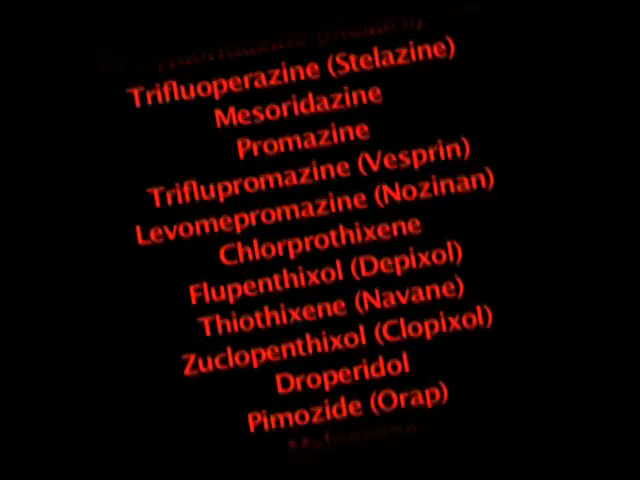 Trifluoperazine (Stelazine)
Mesoridazine
Promazine
Triflupromazine (Vesprin)
Levomepromazine (Nozinan)
Chlorprothixene
Flupenthixol (Depixol)
Thiothixene (Navane)
Zuclopenthixol (Clopixol)
Droperidol
Pimozide (Orap)